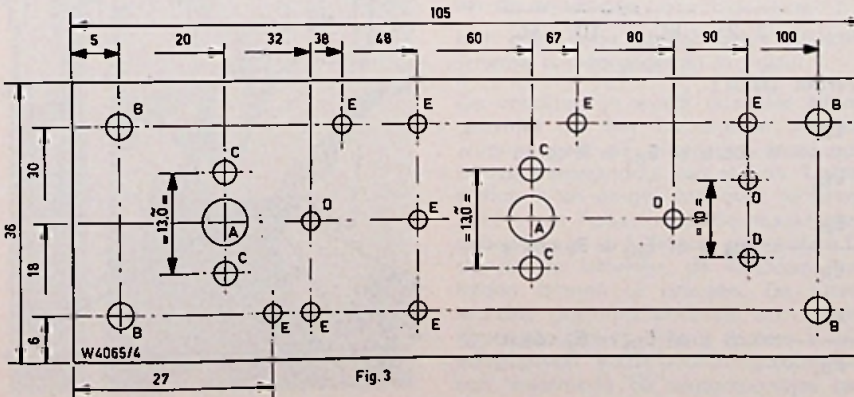 105
5 20 32 38 48 60 67 80 90 100
B E E E E B
C C
30 =13,0= =13,0= =10=
D
36 A D E A D
18 C C D
B E E E B
6
W4065/4
27
Fig. 3